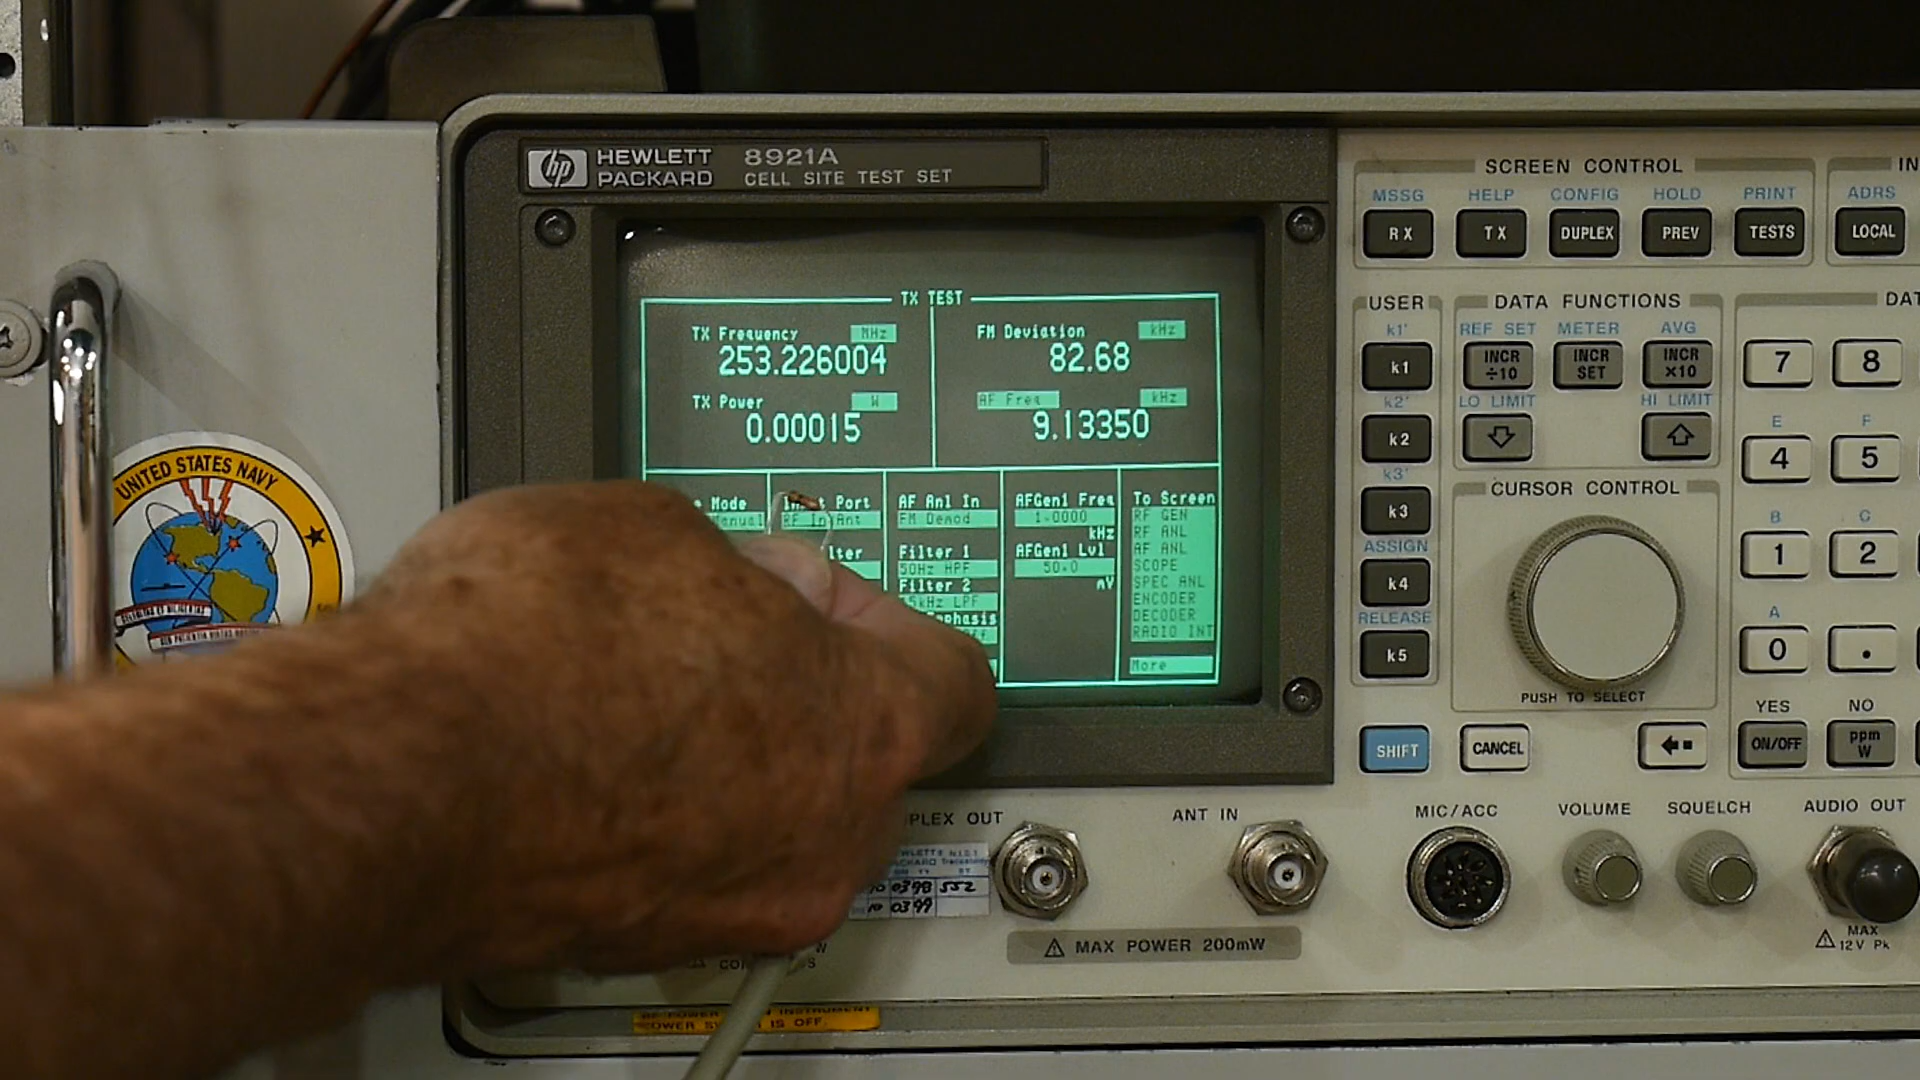 HEWLETT PACKARD
8921A
CELL SITE TEST SET
TX TEST
TX Frequency MHz
253.226004
TX Power W
0.00015
FM Deviation kHz
82.68
AF Freq kHz
9.13350
Mode
Manual
Port
RF In Ant
AF Anl In
FM Demod
Filter 1
50Hz HPF
Filter 2
AFGen1 Freq
1.0000
kHz
AFGen1 Lvl
50.0
mV
To Screen
RF GEN
RF ANL
AF ANL
SCOPE
SPEC ANL
ENCODER
DECODER
RADIO INT
More
UNITED STATES NAVY
SCREEN CONTROL
MSSG HELP CONFIG HOLD PRINT ADRS
RX TX DUPLEX PREV TESTS LOCAL
USER
DATA FUNCTIONS
k1' REF SET METER AVG
k1 INCR ÷10 INCR SET INCR ×10 7 8
k2' LO LIMIT HI LIMIT
k2 E F
4 5
k3'
k3
CURSOR CONTROL
B C
1 2
ASSIGN
k4
RELEASE
k5
A
0 .
PUSH TO SELECT
YES NO
SHIFT CANCEL ON/OFF ppm W
OUT
ANT IN
MIC/ACC
VOLUME
SQUELCH
AUDIO OUT
MAX POWER 200mW
MAX
12V Pk
0398 552
0399
IS OFF.